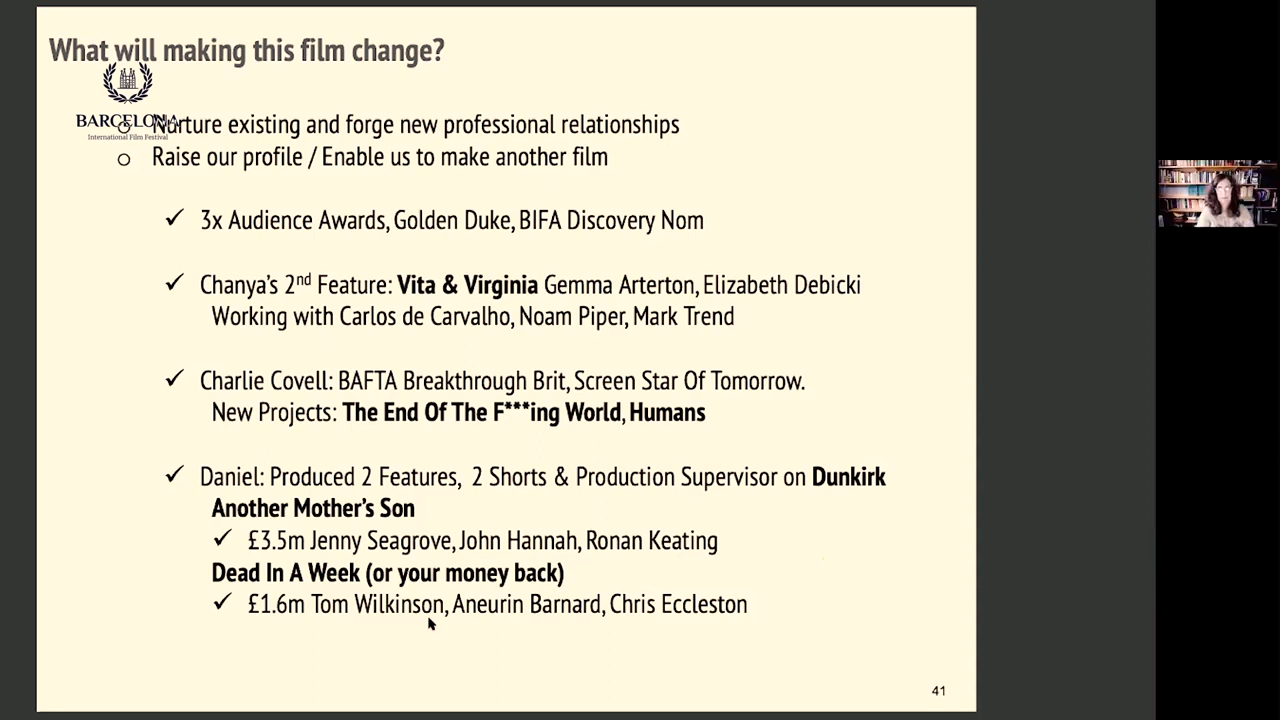 What will making this film change?
BARCELONA
International Film Festival
○ Nurture existing and forge new professional relationships
○ Raise our profile / Enable us to make another film
✓ 3x Audience Awards, Golden Duke, BIFA Discovery Nom
✓ Chanya's 2nd Feature: Vita & Virginia Gemma Arterton, Elizabeth Debicki
Working with Carlos de Carvalho, Noam Piper, Mark Trend
✓ Charlie Covell: BAFTA Breakthrough Brit, Screen Star Of Tomorrow.
New Projects: The End Of The F***ing World, Humans
✓ Daniel: Produced 2 Features, 2 Shorts & Production Supervisor on Dunkirk
Another Mother's Son
✓ £3.5m Jenny Seagrove, John Hannah, Ronan Keating
Dead In A Week (or your money back)
✓ £1.6m Tom Wilkinson, Aneurin Barnard, Chris Eccleston
41